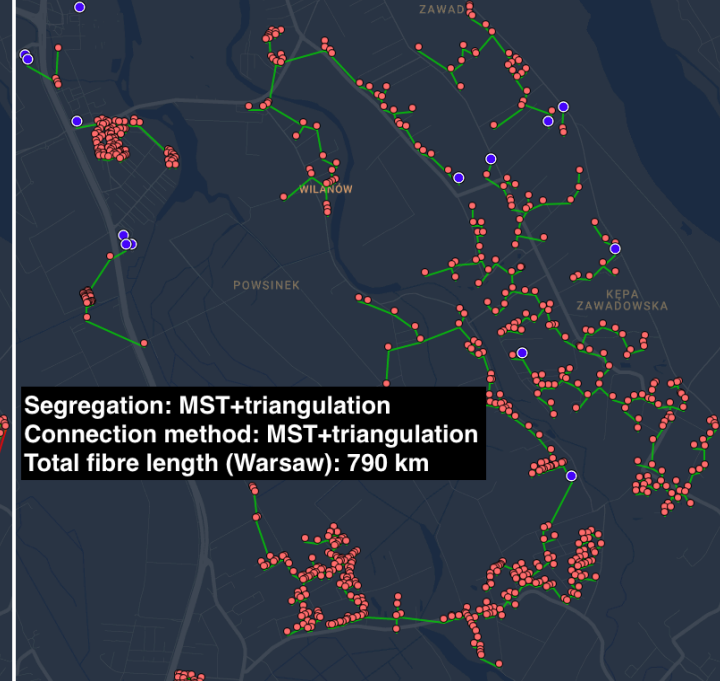 ZAWAD
WILANÓW
POWSINEK
KĘPA
ZAWADOWSKA
Segregation: MST+triangulation
Connection method: MST+triangulation
Total fibre length (Warsaw): 790 km